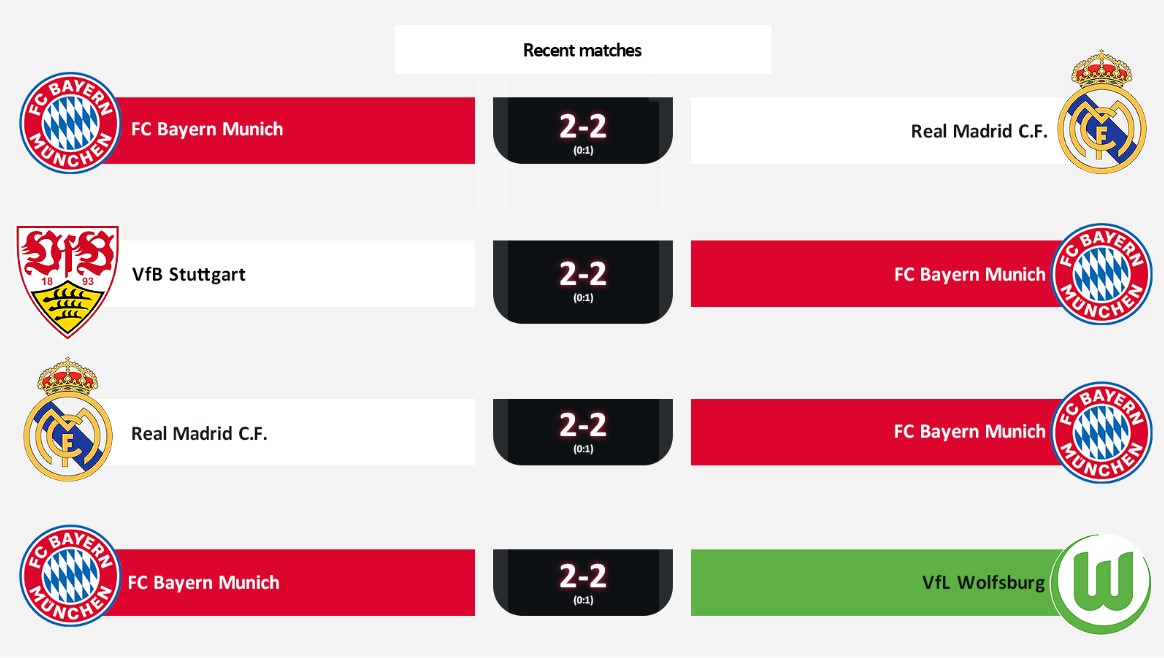 Recent matches
FC BAYERN
MÜNCHEN
FC Bayern Munich
2-2
(0:1)
Real Madrid C.F.
VfB
18 93
VfB Stuttgart
2-2
(0:1)
FC Bayern Munich
FC BAYERN
MÜNCHEN
Real Madrid C.F.
2-2
(0:1)
FC Bayern Munich
FC BAYERN
MÜNCHEN
FC BAYERN
MÜNCHEN
FC Bayern Munich
2-2
(0:1)
VfL Wolfsburg
W